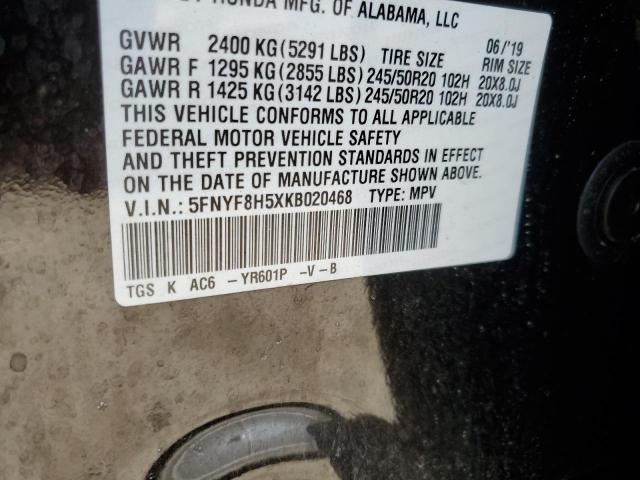 HONDA MFG. OF ALABAMA, LLC
GVWR 2400 KG (5291 LBS) TIRE SIZE 06/'19 RIM SIZE
GAWR F 1295 KG (2855 LBS) 245/50R20 102H 20X8.0J
GAWR R 1425 KG (3142 LBS) 245/50R20 102H 20X8.0J
THIS VEHICLE CONFORMS TO ALL APPLICABLE
FEDERAL MOTOR VEHICLE SAFETY
AND THEFT PREVENTION STANDARDS IN EFFECT
ON THE DATE OF MANUFACTURE SHOWN ABOVE.
V.I.N.: 5FNYF8H5XKB020468 TYPE: MPV
TGS K AC6 - YR601P -V-B